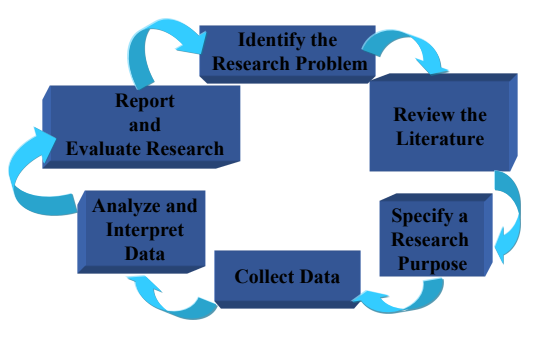 Identify the
Research Problem
Review the
Literature
Specify a
Research
Purpose
Collect Data
Analyze and
Interpret
Data
Report
and
Evaluate Research